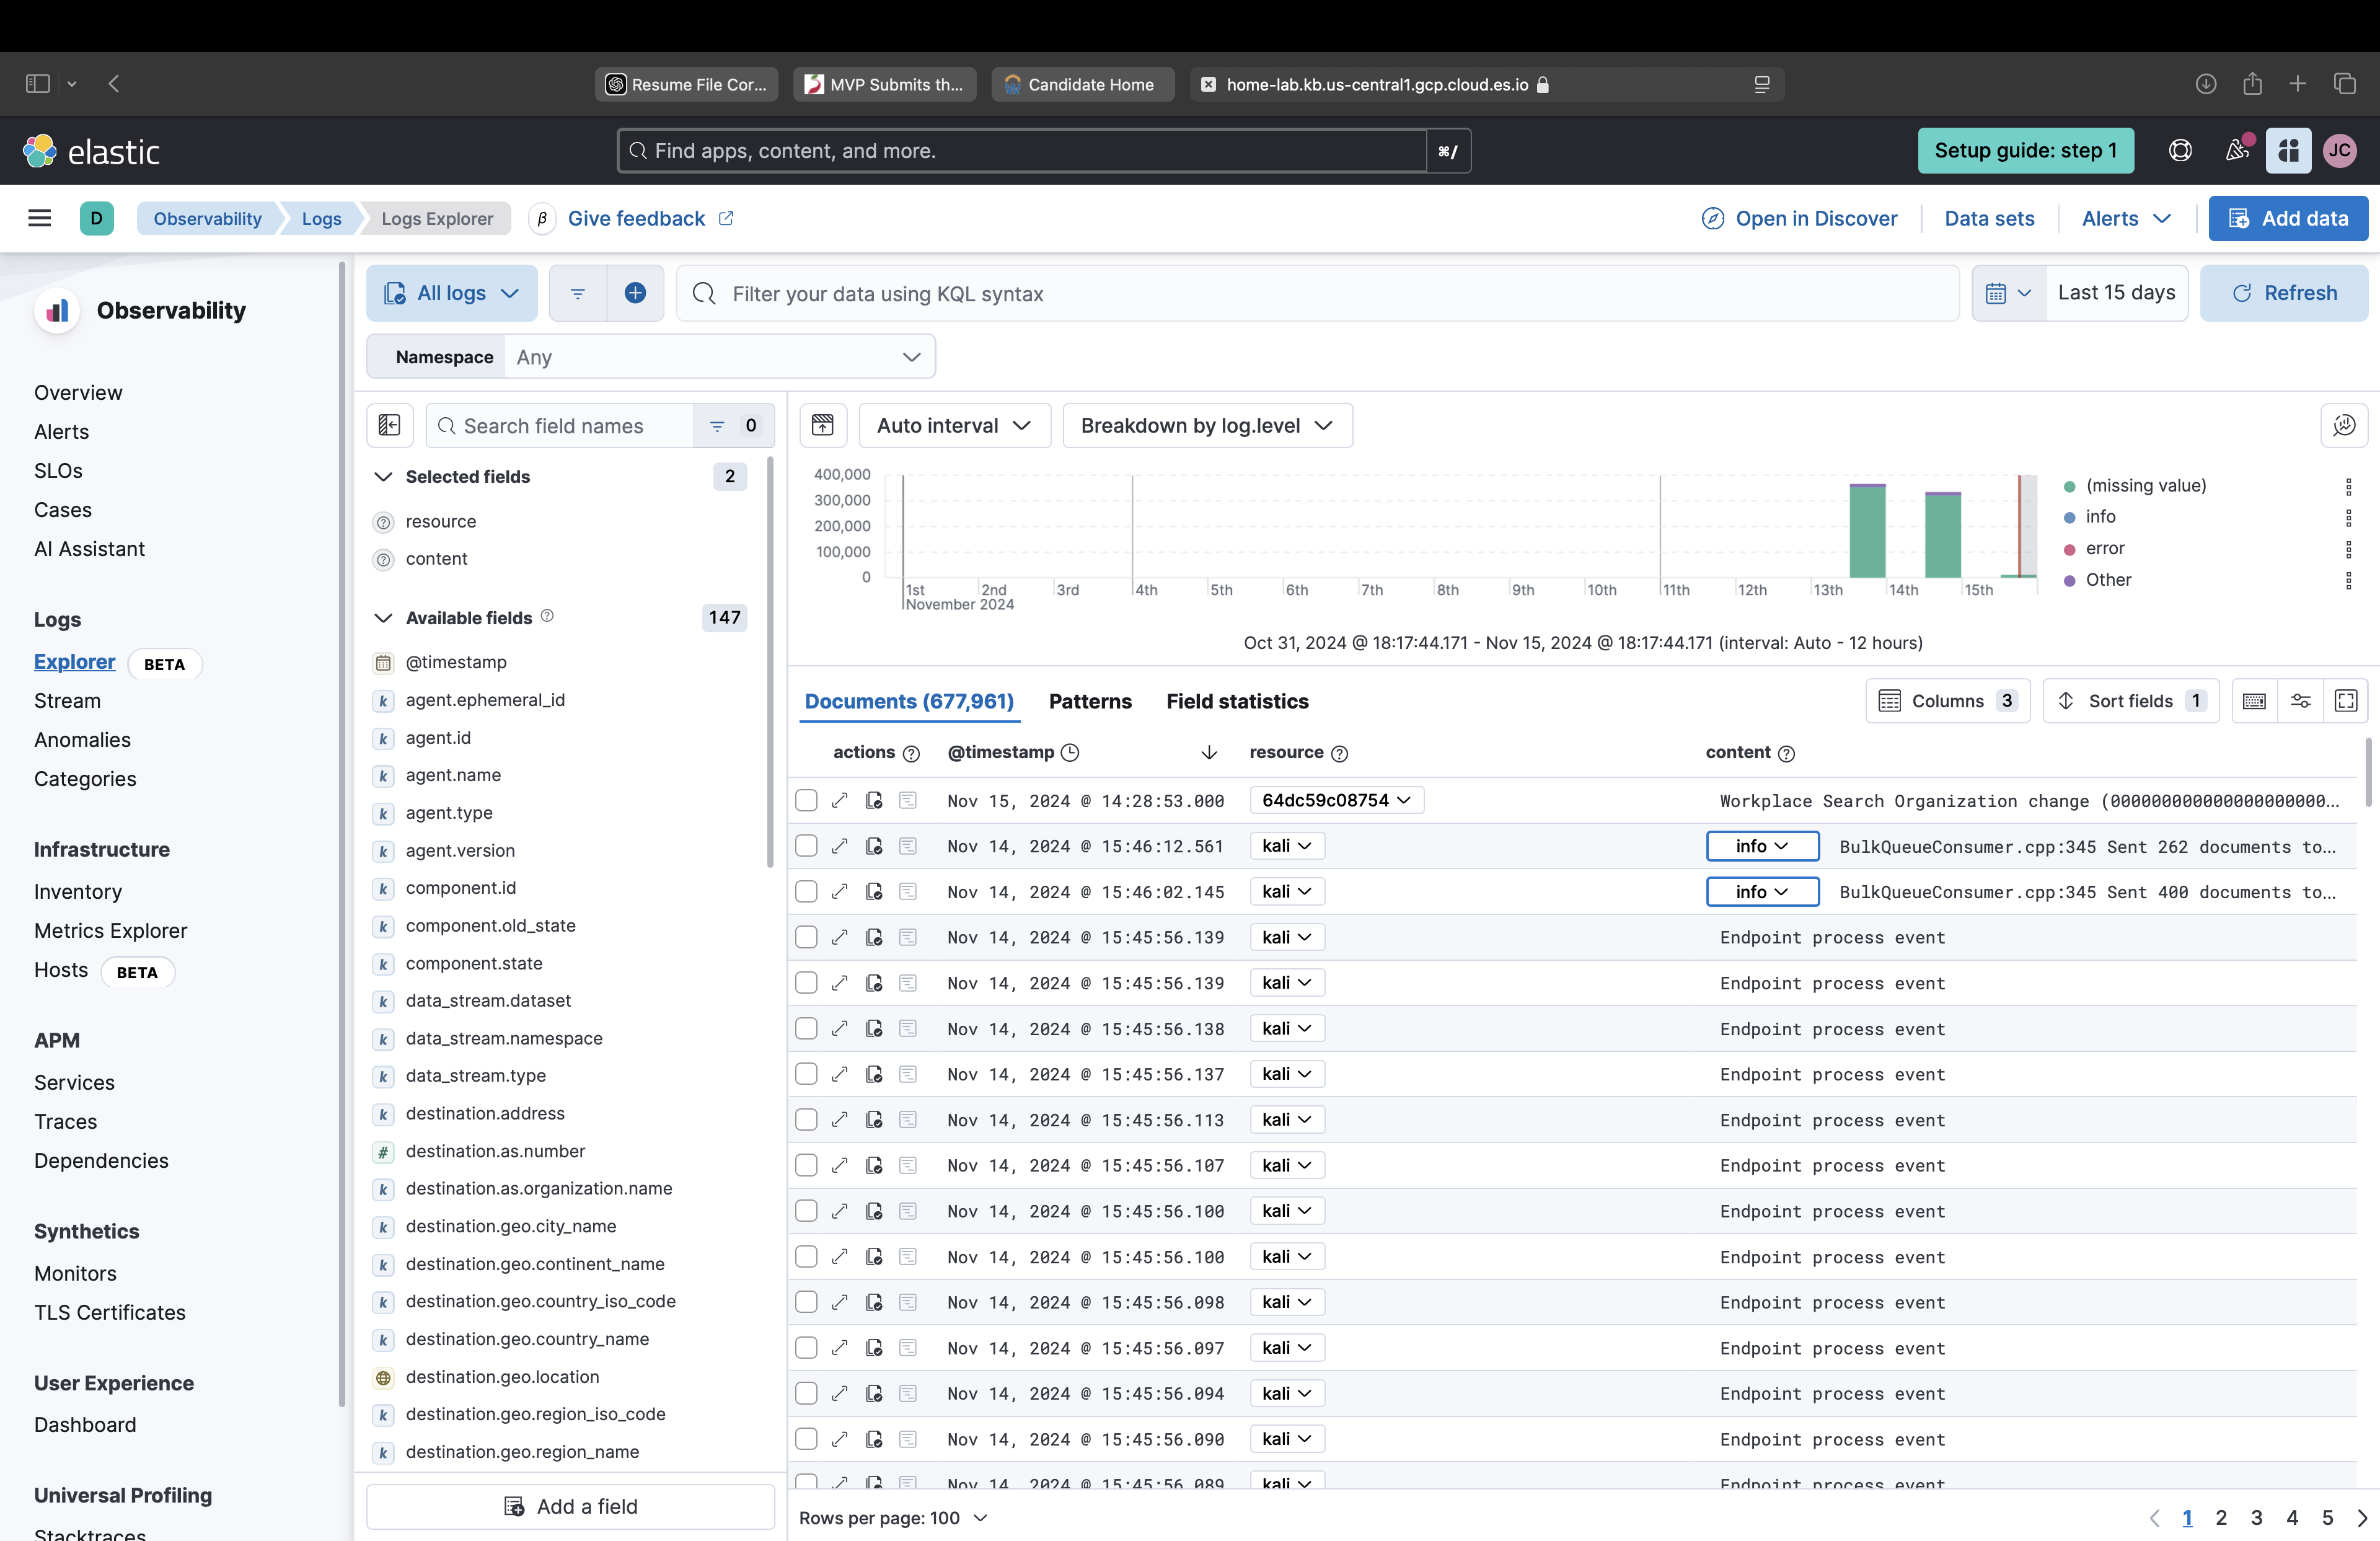 Resume File Cor...
MVP Submits th...
Candidate Home
home-lab.kb.us-central1.gcp.cloud.es.io
elastic
Find apps, content, and more.
⌘/
Setup guide: step 1
JC
D
Observability
Logs
Logs Explorer
β
Give feedback
Open in Discover
Data sets
Alerts
Add data
Observability
Overview
Alerts
SLOs
Cases
AI Assistant
Logs
Explorer BETA
Stream
Anomalies
Categories
Infrastructure
Inventory
Metrics Explorer
Hosts BETA
APM
Services
Traces
Dependencies
Synthetics
Monitors
TLS Certificates
User Experience
Dashboard
Universal Profiling
Stacktraces
All logs
Filter your data using KQL syntax
Last 15 days
Refresh
Namespace Any
Search field names
0
Selected fields 2
resource
content
Available fields 147
@timestamp
k agent.ephemeral_id
k agent.id
k agent.name
k agent.type
k agent.version
k component.id
k component.old_state
k component.state
k data_stream.dataset
k data_stream.namespace
k data_stream.type
k destination.address
# destination.as.number
k destination.as.organization.name
k destination.geo.city_name
k destination.geo.continent_name
k destination.geo.country_iso_code
k destination.geo.country_name
destination.geo.location
k destination.geo.region_iso_code
k destination.geo.region_name
Add a field
Auto interval
Breakdown by log.level
400,000
300,000
200,000
100,000
0
1st 2nd 3rd 4th 5th 6th 7th 8th 9th 10th 11th 12th 13th 14th 15th
November 2024
(missing value)
info
error
Other
Oct 31, 2024 @ 18:17:44.171 - Nov 15, 2024 @ 18:17:44.171 (interval: Auto - 12 hours)
Documents (677,961)
Patterns
Field statistics
Columns 3
Sort fields 1
actions @timestamp resource content
Nov 15, 2024 @ 14:28:53.000 64dc59c08754 Workplace Search Organization change (000000000000000000000...
Nov 14, 2024 @ 15:46:12.561 kali info BulkQueueConsumer.cpp:345 Sent 262 documents to...
Nov 14, 2024 @ 15:46:02.145 kali info BulkQueueConsumer.cpp:345 Sent 400 documents to...
Nov 14, 2024 @ 15:45:56.139 kali Endpoint process event
Nov 14, 2024 @ 15:45:56.139 kali Endpoint process event
Nov 14, 2024 @ 15:45:56.138 kali Endpoint process event
Nov 14, 2024 @ 15:45:56.137 kali Endpoint process event
Nov 14, 2024 @ 15:45:56.113 kali Endpoint process event
Nov 14, 2024 @ 15:45:56.107 kali Endpoint process event
Nov 14, 2024 @ 15:45:56.100 kali Endpoint process event
Nov 14, 2024 @ 15:45:56.100 kali Endpoint process event
Nov 14, 2024 @ 15:45:56.098 kali Endpoint process event
Nov 14, 2024 @ 15:45:56.097 kali Endpoint process event
Nov 14, 2024 @ 15:45:56.094 kali Endpoint process event
Nov 14, 2024 @ 15:45:56.090 kali Endpoint process event
Nov 14, 2024 @ 15:45:56.089 kali Endpoint process event
Rows per page: 100
1 2 3 4 5